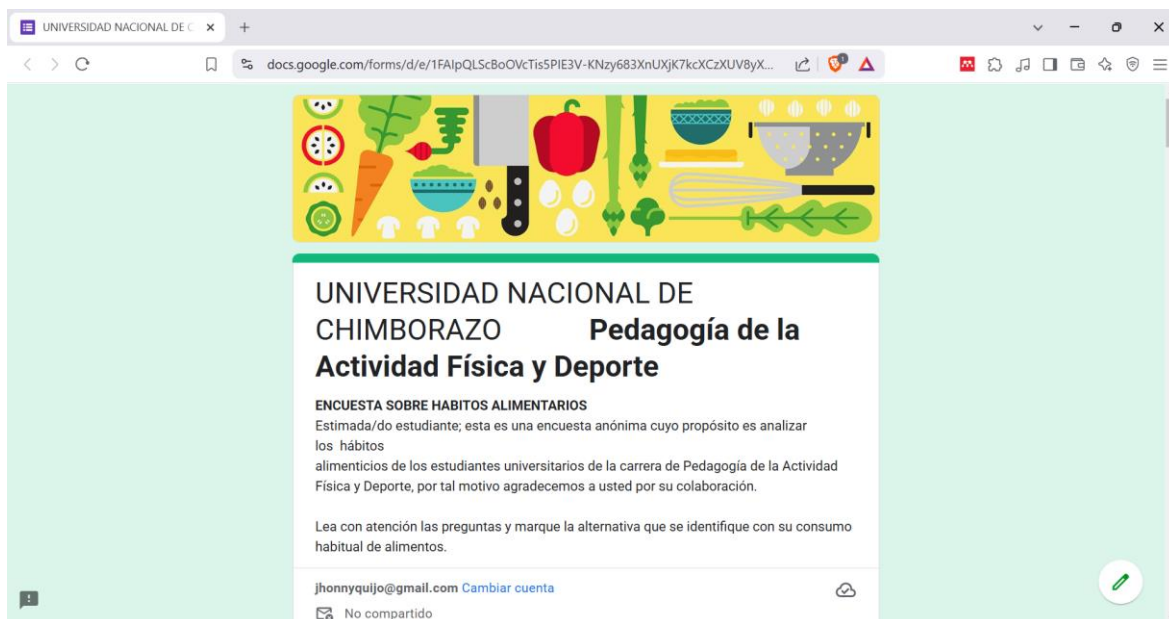 UNIVERSIDAD NACIONAL DE C
docs.google.com/forms/d/e/1FAIpQLScBoOVcTis5PIE3V-KNzy683XnUXjK7kcXCzXUV8yX...
1
UNIVERSIDAD NACIONAL DE
CHIMBORAZO Pedagogía de la
Actividad Física y Deporte
ENCUESTA SOBRE HABITOS ALIMENTARIOS
Estimada/do estudiante; esta es una encuesta anónima cuyo propósito es analizar
los hábitos
alimenticios de los estudiantes universitarios de la carrera de Pedagogía de la Actividad
Física y Deporte, por tal motivo agradecemos a usted por su colaboración.
Lea con atención las preguntas y marque la alternativa que se identifique con su consumo
habitual de alimentos.
jhonnyquijo@gmail.com Cambiar cuenta
No compartido